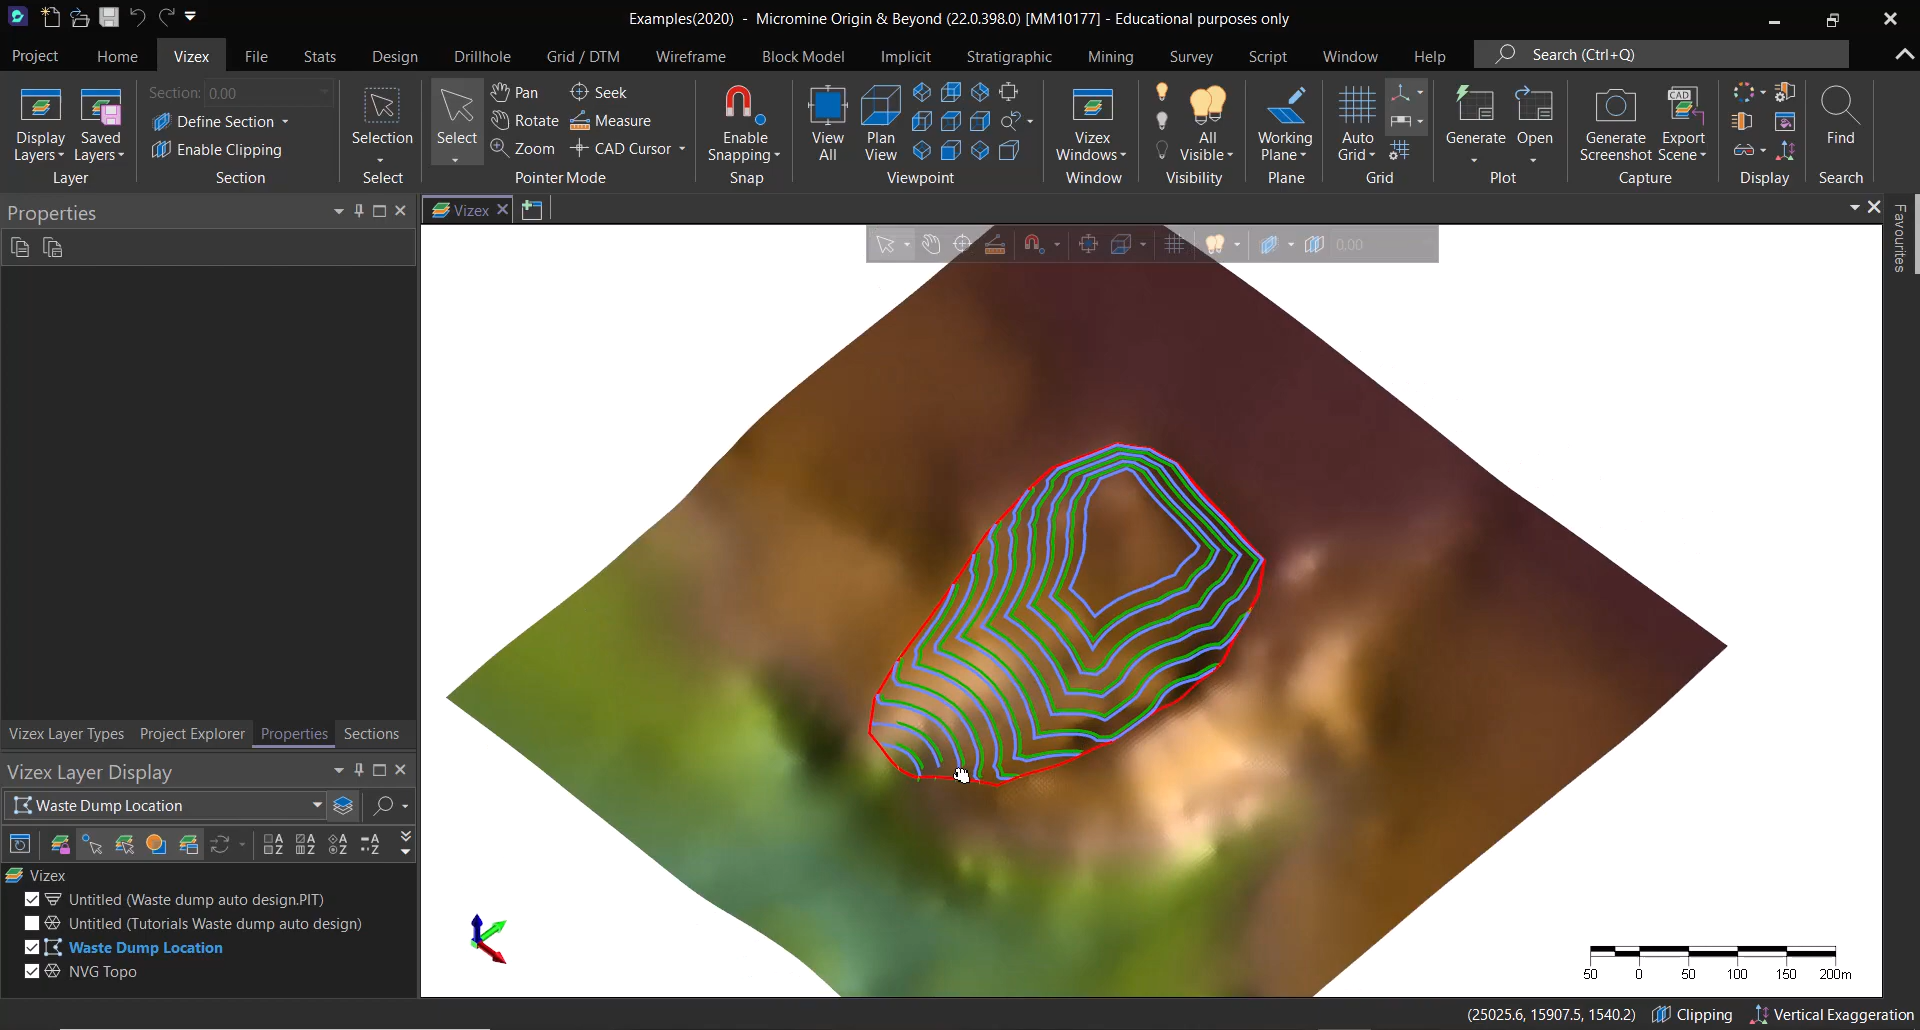 Examples(2020) - Micromine Origin & Beyond (22.0.398.0) [MM10177] - Educational purposes only
Project Home Vizex File Stats Design Drillhole Grid / DTM Wireframe Block Model Implicit Stratigraphic Mining Survey Script Window Help Search (Ctrl+Q)
Display Layers
Saved Layers
Layer
Section: 0.00
Define Section
Enable Clipping
Section
Selection
Select
Select
Pan
Rotate
Zoom
Seek
Measure
CAD Cursor
Pointer Mode
Enable Snapping
Snap
View All
Plan View
Viewpoint
Vizex Windows
Window
All Visible
Visibility
Working Plane
Plane
Auto Grid
Grid
Generate
Open
Plot
Generate Screenshot
CAD
Export Scene
Capture
Display
Find
Search
Properties
Vizex
Favourites
0.00
Vizex Layer Types Project Explorer Properties Sections
Vizex Layer Display
Waste Dump Location
AZ AZ AZ AZ
Vizex
Untitled (Waste dump auto design.PIT)
Untitled (Tutorials Waste dump auto design)
Waste Dump Location
NVG Topo
50 0 50 100 150 200m
(25025.6, 15907.5, 1540.2) Clipping Vertical Exaggeration